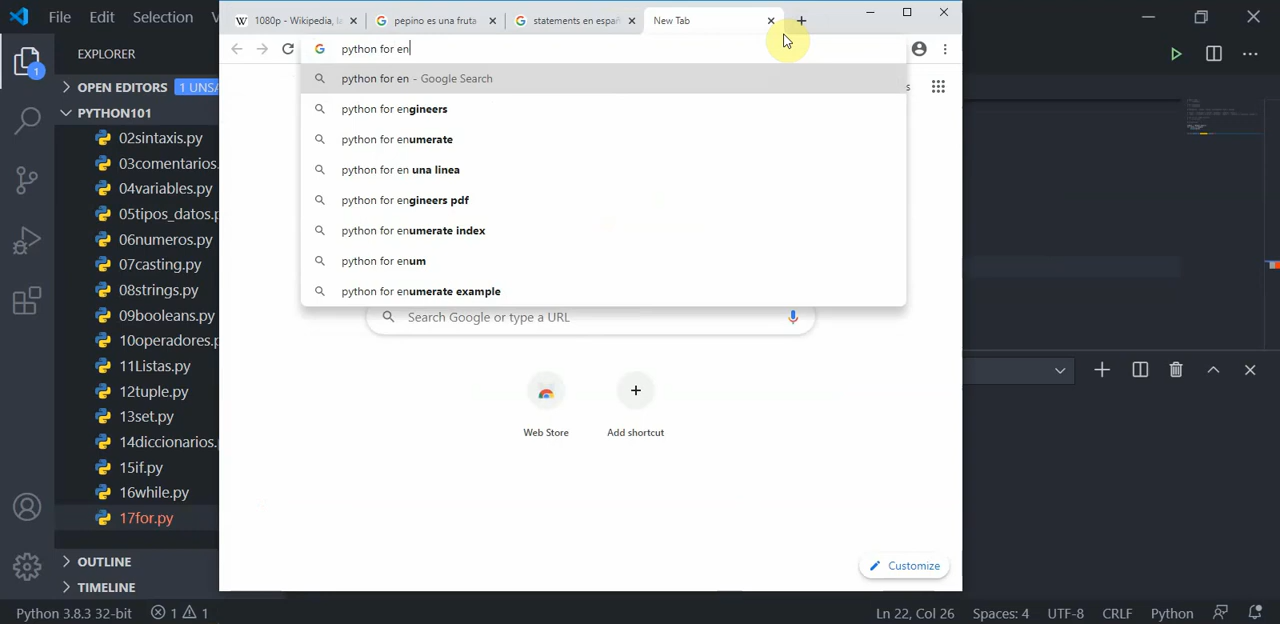 File Edit Selection V
1080p - Wikipedia, la
pepino es una fruta
statements en españ
New Tab
python for en
python for en - Google Search
python for engineers
python for enumerate
python for en una linea
python for engineers pdf
python for enumerate index
python for enum
python for enumerate example
s
Search Google or type a URL
Web Store
Add shortcut
Customize
EXPLORER
1
OPEN EDITORS 1 UNSA
PYTHON101
02sintaxis.py
03comentarios.
04variables.py
05tipos_datos.p
06numeros.py
07casting.py
08strings.py
09booleans.py
10operadores.p
11Listas.py
12tuple.py
13set.py
14diccionarios.
15if.py
16while.py
17for.py
OUTLINE
TIMELINE
Python 3.8.3 32-bit 1 1 Ln 22, Col 26 Spaces: 4 UTF-8 CRLF Python